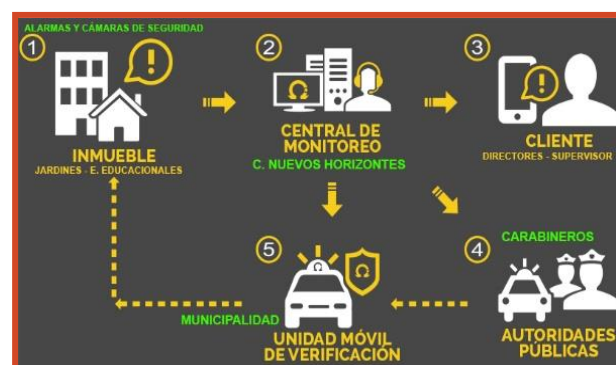 ALARMAS Y CÁMARAS DE SEGURIDAD
1
INMUEBLE
JARDINES - E. EDUCACIONALES
2
CENTRAL DE
MONITOREO
C. NUEVOS HORIZONTES
3
CLIENTE
DIRECTORES - SUPERVISOR
CARABINEROS
4
AUTORIDADES
PÚBLICAS
5
MUNICIPALIDAD
UNIDAD MÓVIL
DE VERIFICACIÓN